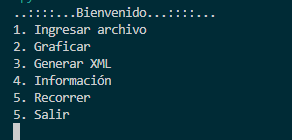 ..::::...Bienvenido...::::...
1. Ingresar archivo
2. Graficar
3. Generar XML
4. Información
5. Recorrer
5. Salir